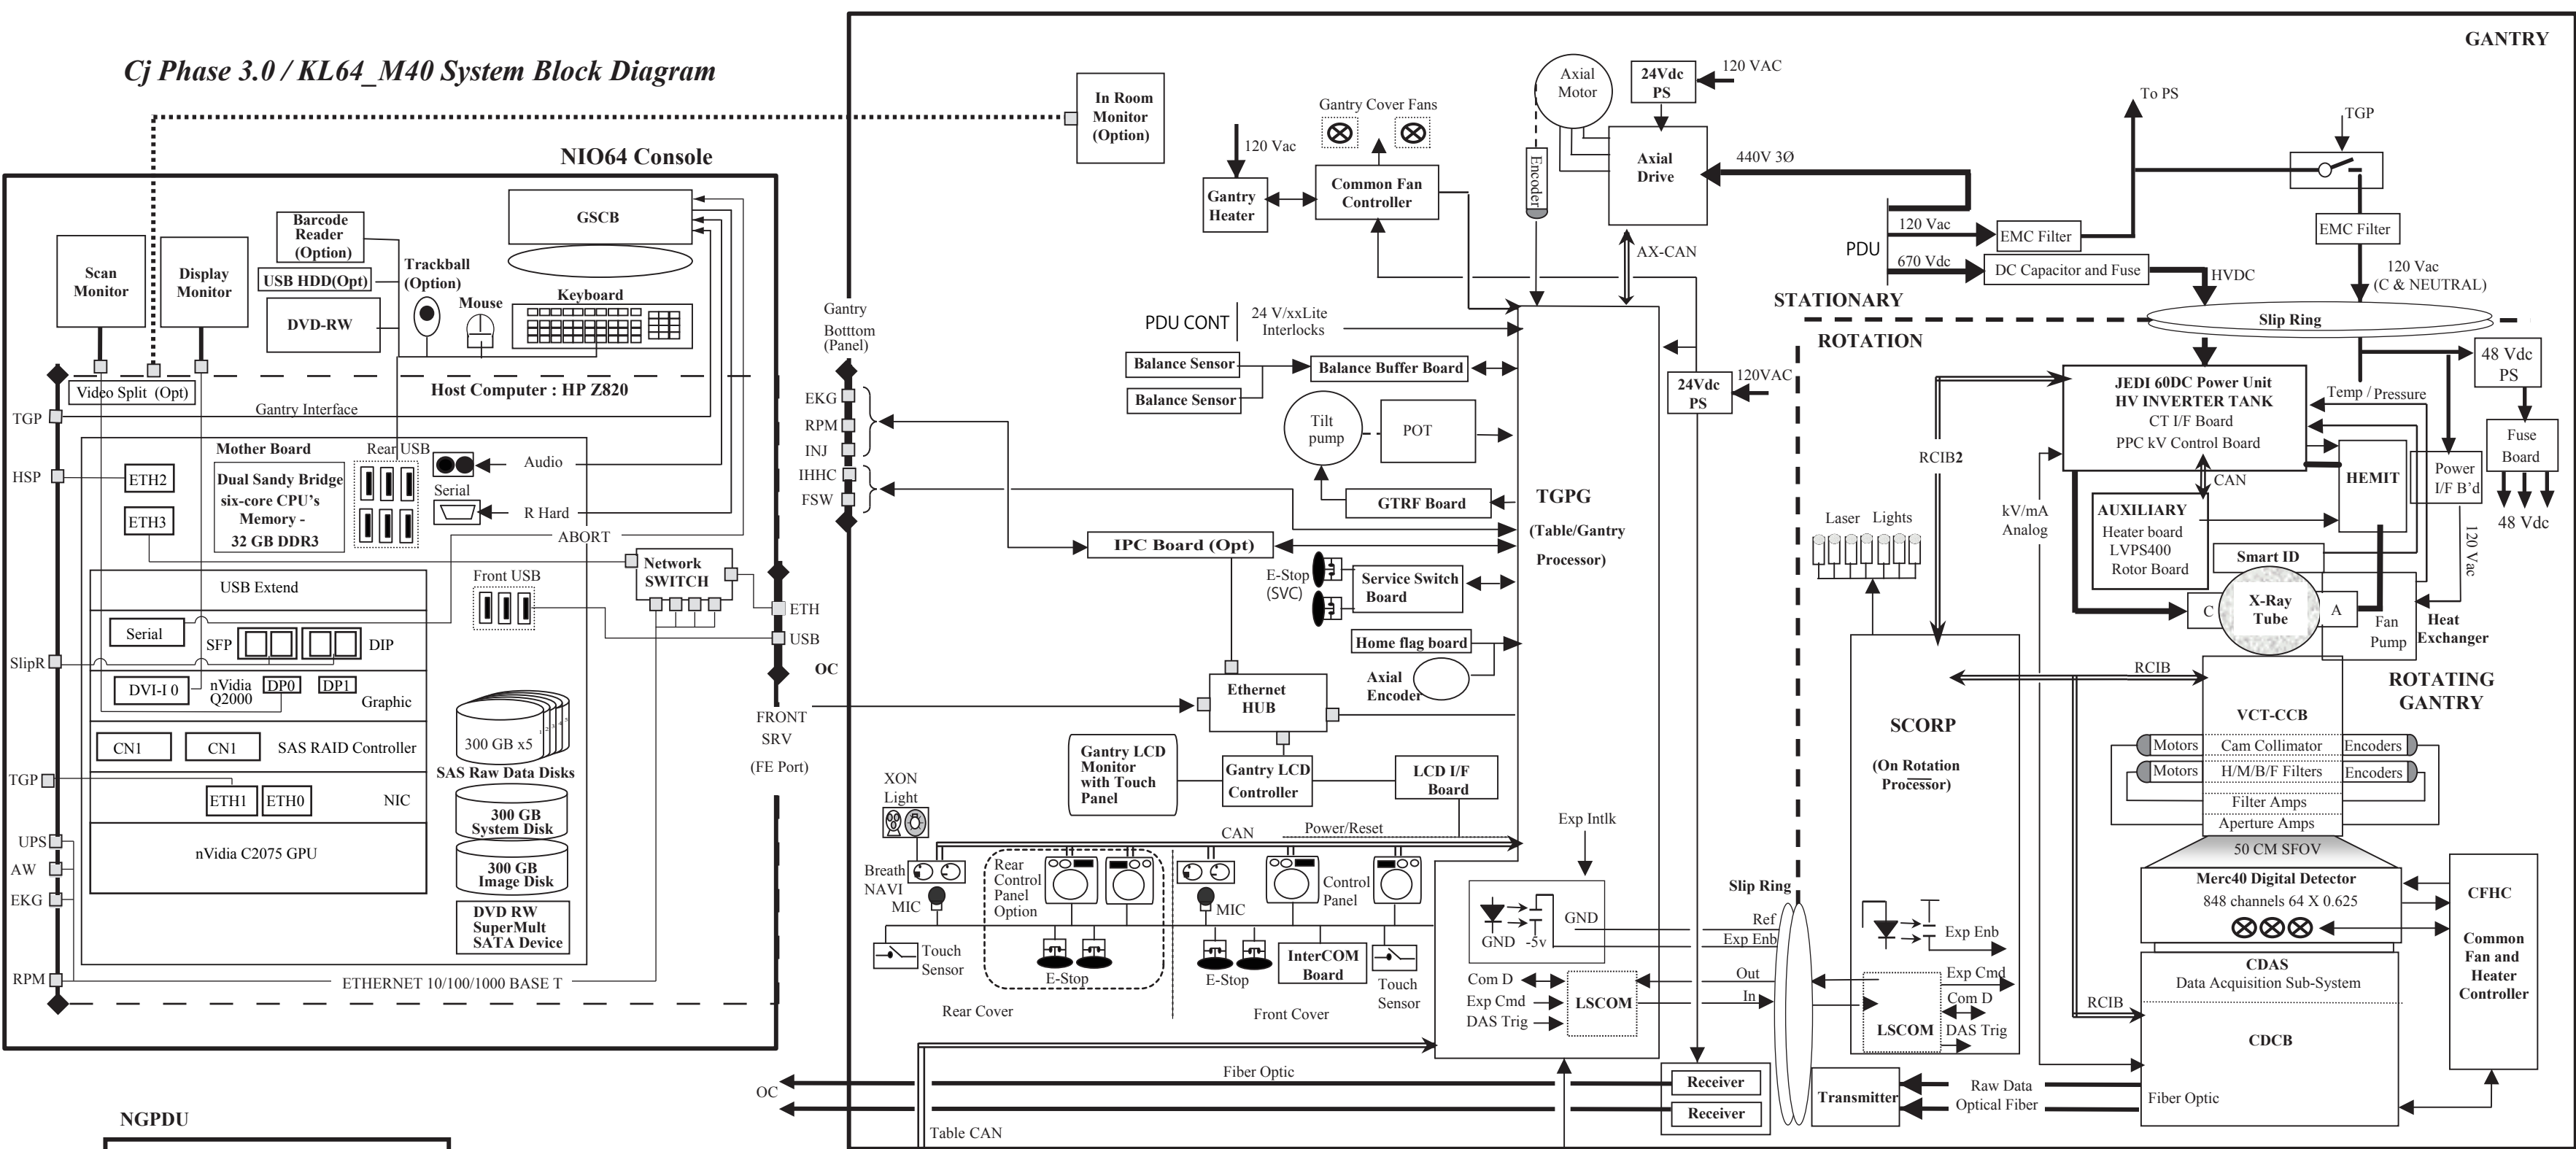 Cj Phase 3.0 / KL64_M40 System Block Diagram
NIO64 Console
Scan
Monitor
Display
Monitor
Barcode
Reader
(Option)
USB HDD(Opt)
DVD-RW
Trackball
(Option)
Mouse
GSCB
Keyboard
Video Split (Opt)
Host Computer : HP Z820
TGP
Gantry Interface
HSP
Mother Board
ETH2
ETH3
Dual Sandy Bridge
six-core CPU's
Memory -
32 GB DDR3
Rear USB
Audio
Serial
R Hard
ABORT
Network
SWITCH
USB Extend
Front USB
ETH
USB
OC
Serial
SFP
DIP
SlipR
DVI-I 0
nVidia
Q2000
DP0
DP1
Graphic
CN1
CN1
SAS RAID Controller
300 GB x5
SAS Raw Data Disks
TGP
ETH1
ETH0
NIC
300 GB
System Disk
UPS
AW
EKG
nVidia C2075 GPU
300 GB
Image Disk
DVD RW
SuperMult
SATA Device
RPM
ETHERNET 10/100/1000 BASE T
FRONT
SRV
(FE Port)
OC
NGPDU
GANTRY
In Room
Monitor
(Option)
Gantry
Botttom
(Panel)
EKG
RPM
INJ
IHHC
FSW
120 Vac
Gantry
Heater
Gantry Cover Fans
Common Fan
Controller
Axial
Motor
Encoder
24Vdc
PS
120 VAC
Axial
Drive
440V 3Ø
AX-CAN
PDU CONT
24 V/xxLite
Interlocks
Balance Sensor
Balance Sensor
Balance Buffer Board
Tilt
pump
POT
GTRF Board
IPC Board (Opt)
E-Stop
(SVC)
Service Switch
Board
Home flag board
Axial
Encoder
Ethernet
HUB
Gantry LCD
Monitor
with Touch
Panel
Gantry LCD
Controller
LCD I/F
Board
TGPG
(Table/Gantry
Processor)
24Vdc
PS
120VAC
XON
Light
CAN
Power/Reset
Breath
NAVI
MIC
Rear
Control
Panel
Option
MIC
Control
Panel
Touch
Sensor
E-Stop
E-Stop
InterCOM
Board
Touch
Sensor
Rear Cover
Front Cover
Exp Intlk
GND
GND -5v
Com D
Exp Cmd
DAS Trig
LSCOM
Slip Ring
Ref
Exp Enb
Out
In
Fiber Optic
Receiver
Receiver
Table CAN
To PS
TGP
PDU
120 Vac
EMC Filter
670 Vdc
DC Capacitor and Fuse
HVDC
EMC Filter
120 Vac
(C & NEUTRAL)
STATIONARY
Slip Ring
ROTATION
48 Vdc
PS
JEDI 60DC Power Unit
HV INVERTER TANK
CT I/F Board
PPC kV Control Board
Temp / Pressure
Fuse
Board
48 Vdc
RCIB2
CAN
HEMIT
Power
I/F B'd
120 Vac
kV/mA
Analog
AUXILIARY
Heater board
LVPS400
Rotor Board
Smart ID
Laser Lights
C
X-Ray
Tube
A
Fan
Pump
Heat
Exchanger
RCIB
ROTATING
GANTRY
SCORP
(On Rotation
Processor)
VCT-CCB
Motors
Cam Collimator
Encoders
Motors
H/M/B/F Filters
Encoders
Filter Amps
Aperture Amps
50 CM SFOV
Merc40 Digital Detector
848 channels 64 X 0.625
CFHC
Common
Fan and
Heater
Controller
Exp Enb
Exp Cmd
Com D
LSCOM
DAS Trig
CDAS
Data Acquisition Sub-System
RCIB
CDCB
Transmitter
Raw Data
Optical Fiber
Fiber Optic